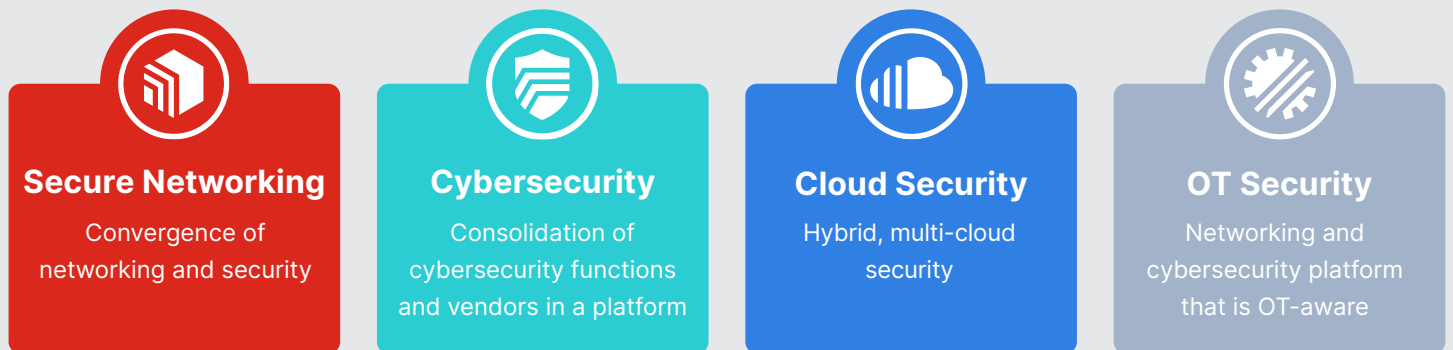 Secure Networking
Convergence of
networking and security
Cybersecurity
Consolidation of
cybersecurity functions
and vendors in a platform
Cloud Security
Hybrid, multi-cloud
security
OT Security
Networking and
cybersecurity platform
that is OT-aware